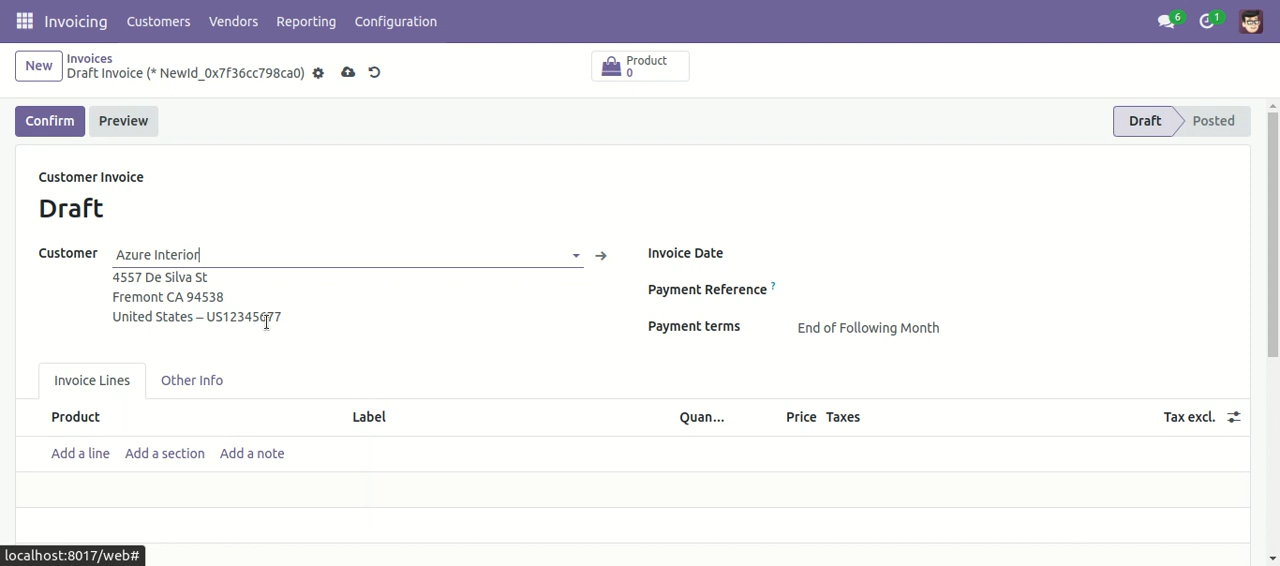 Invoicing Customers Vendors Reporting Configuration 6 1
New Invoices
Draft Invoice (* NewId_0x7f36cc798ca0)
Product
0
Confirm Preview Draft Posted
Customer Invoice
Draft
Customer Azure Interior Invoice Date
4557 De Silva St
Fremont CA 94538 Payment Reference ?
United States – US12345677
Payment terms End of Following Month
Invoice Lines Other Info
Product Label Quan... Price Taxes Tax excl.
Add a line Add a section Add a note
localhost:8017/web#